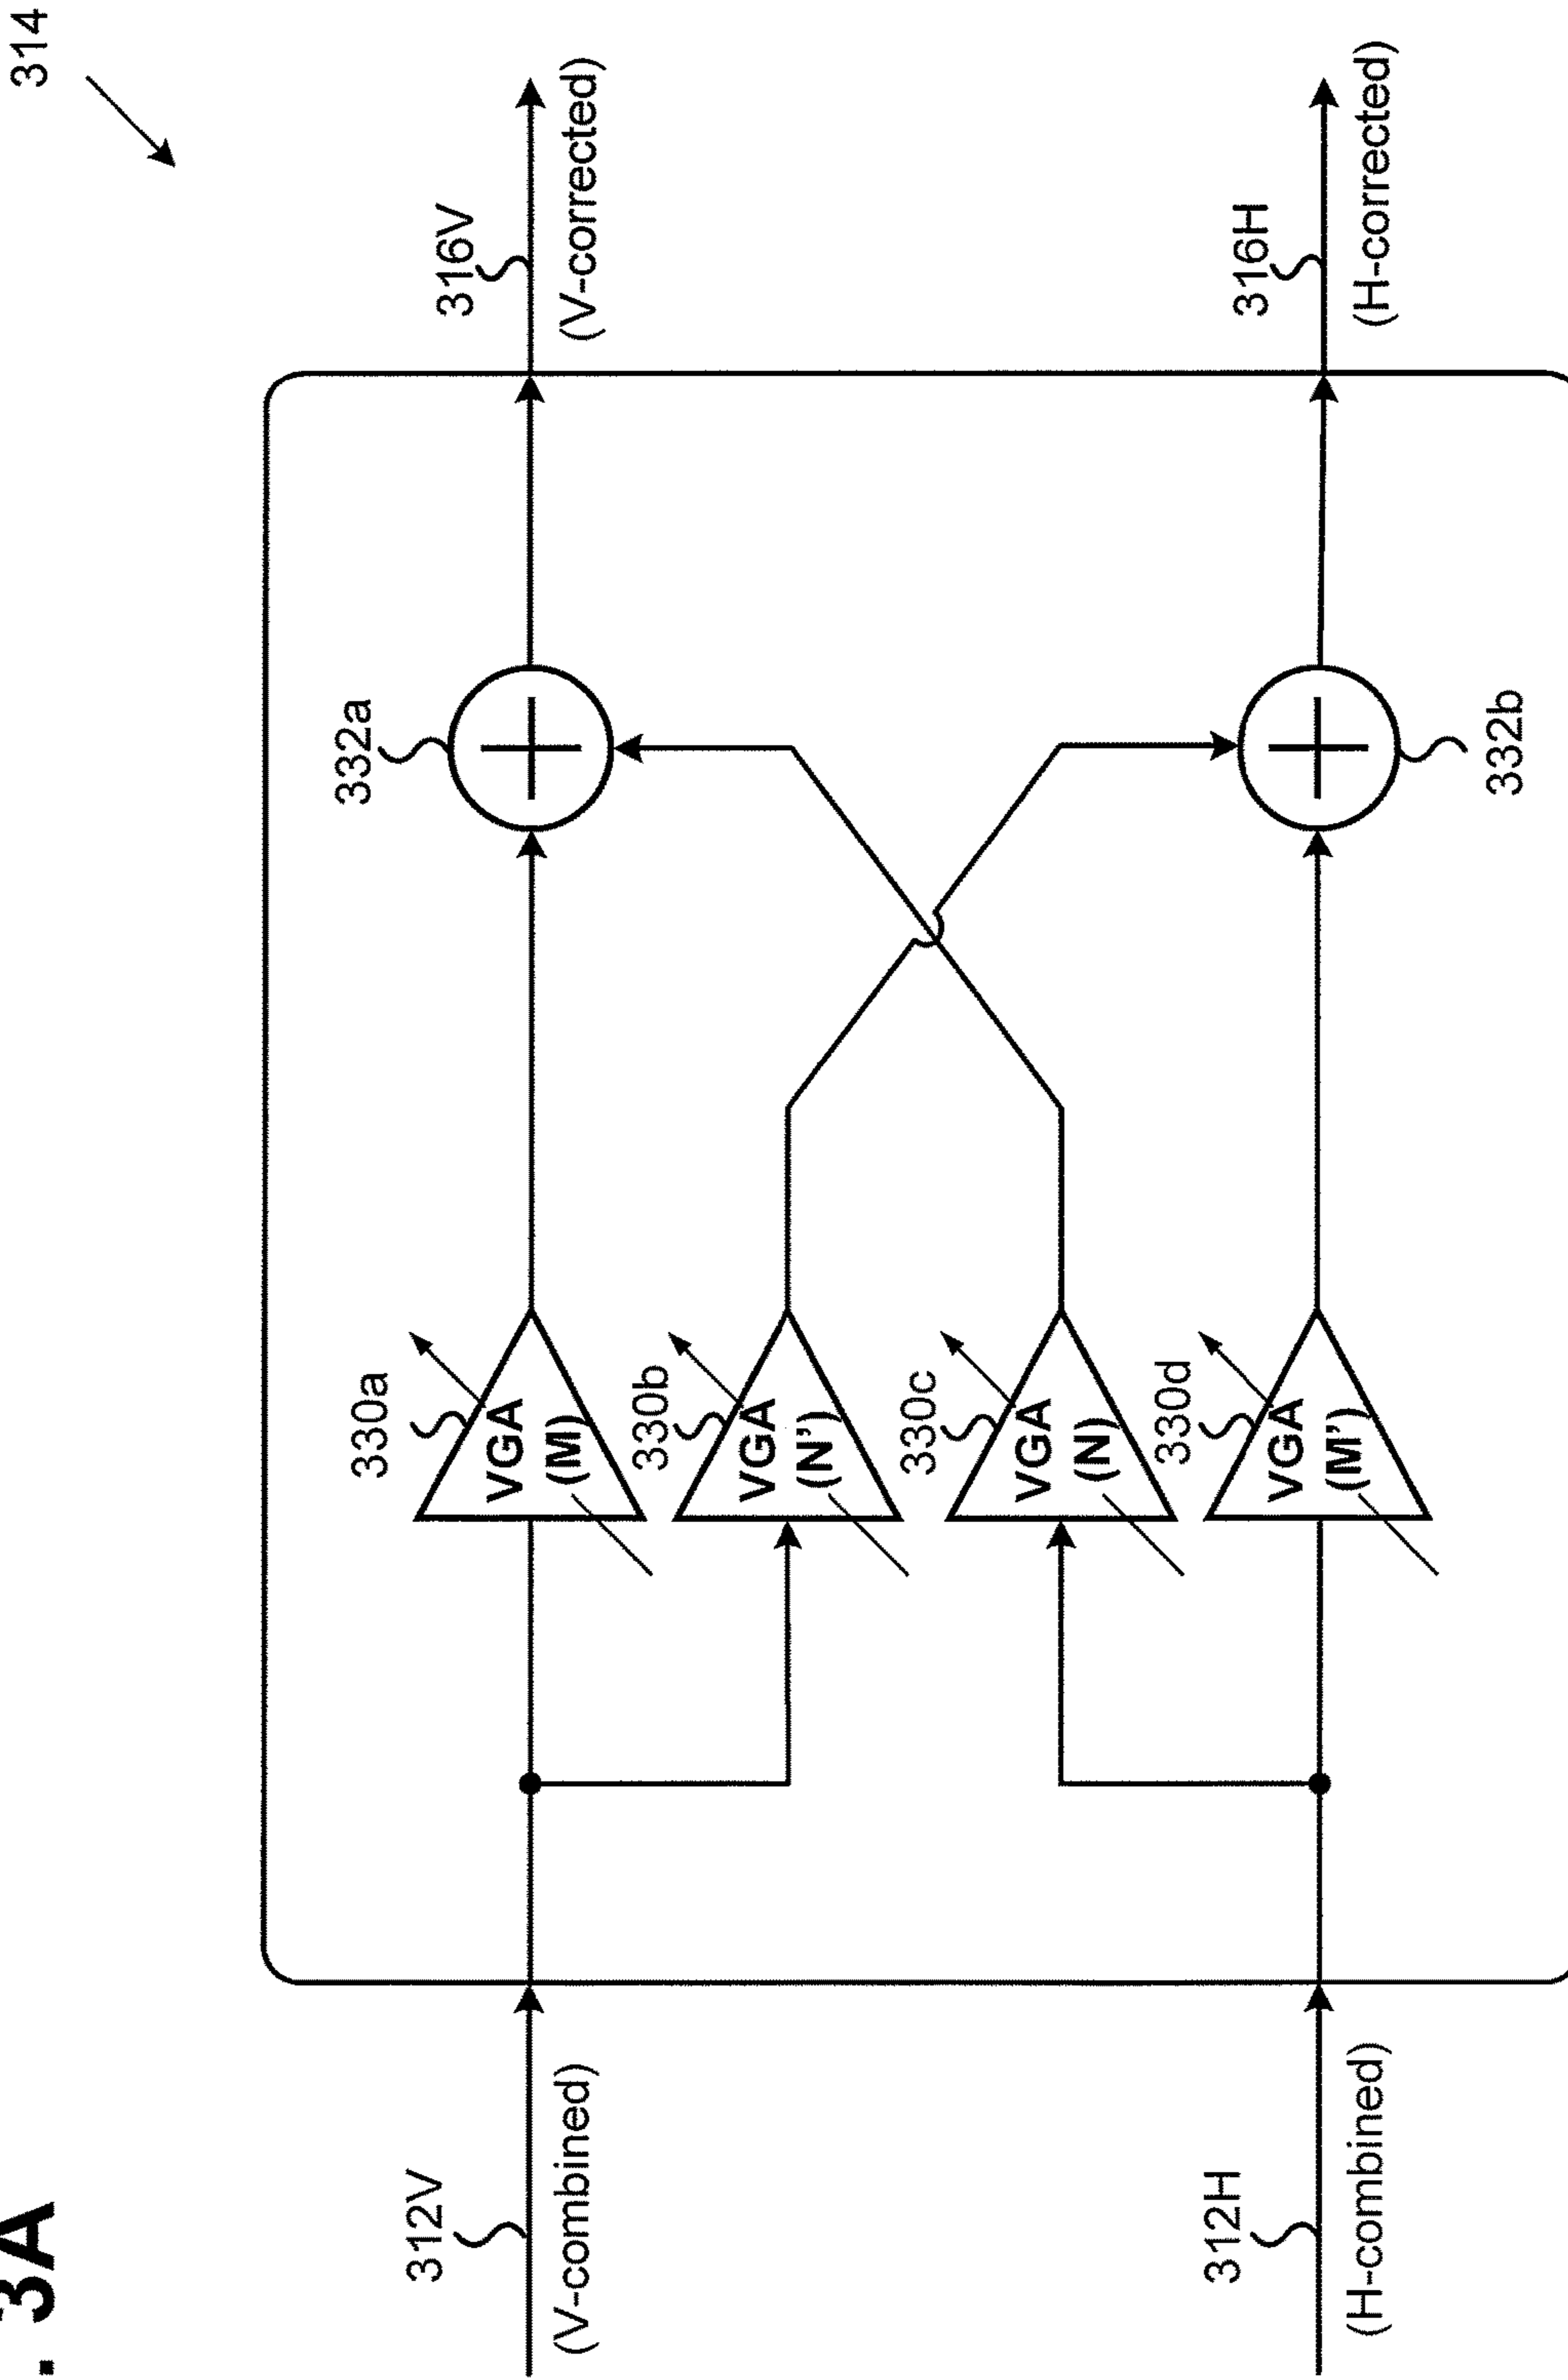 . 3A
314
312V
(V-combined)
330a
VGA
(M)
332a
316V
(V-corrected)
330b
VGA
(N')
330c
VGA
(N)
312H
(H-combined)
330d
VGA
(M')
332b
316H
(H-corrected)